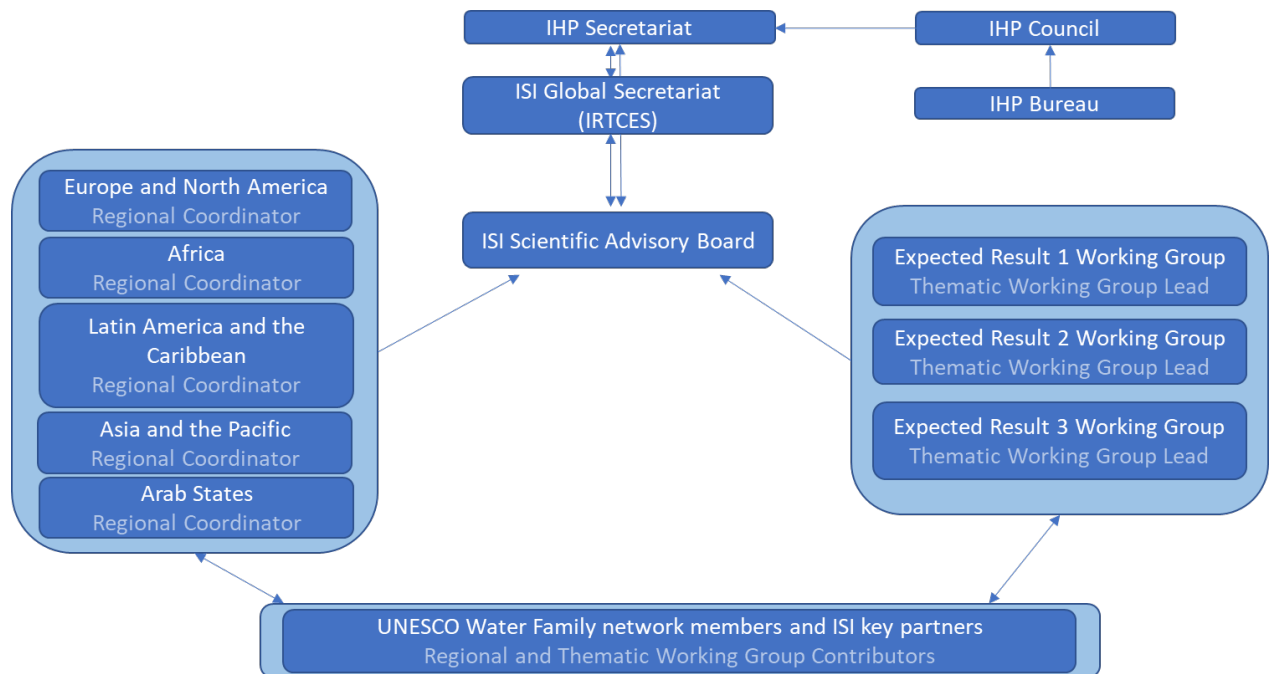 IHP Secretariat
IHP Council
ISI Global Secretariat
(IRTCES)
IHP Bureau
Europe and North America
Regional Coordinator
Africa
Regional Coordinator
Latin America and the
Caribbean
Regional Coordinator
Asia and the Pacific
Regional Coordinator
Arab States
Regional Coordinator
ISI Scientific Advisory Board
Expected Result 1 Working Group
Thematic Working Group Lead
Expected Result 2 Working Group
Thematic Working Group Lead
Expected Result 3 Working Group
Thematic Working Group Lead
UNESCO Water Family network members and ISI key partners
Regional and Thematic Working Group Contributors